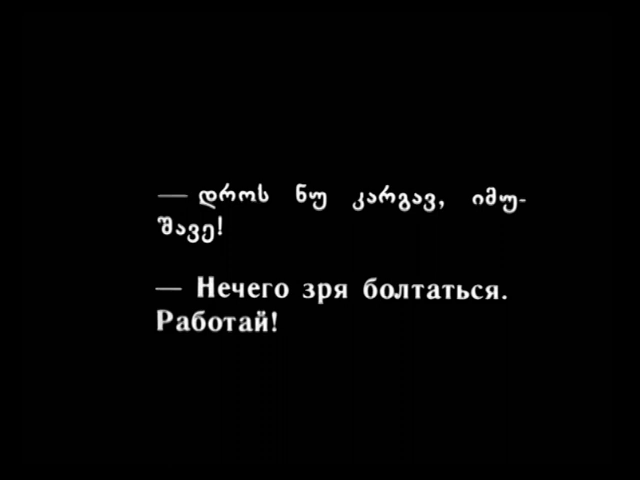 — დროს ნუ კარგავ, იმუ-
შავე!
— Нечего зря болтаться.
Работай!